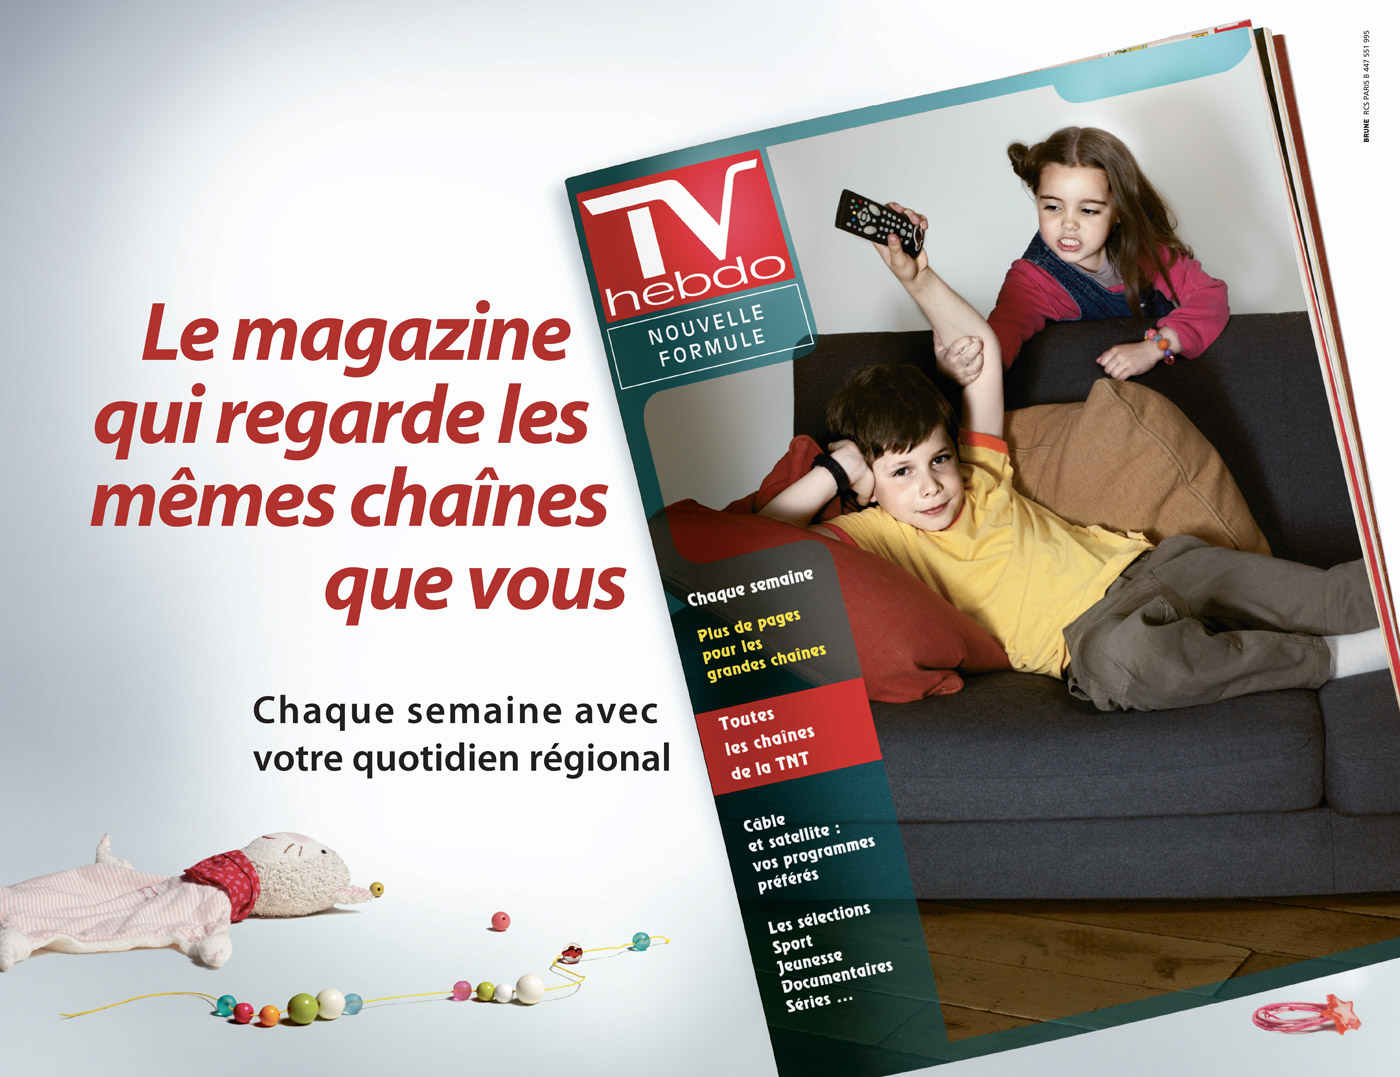 Le magazine
qui regarde les
mêmes chaînes
que vous
Chaque semaine avec
votre quotidien régional
TV
hebdo
NOUVELLE
FORMULE
Chaque semaine
Plus de pages
pour les
grandes chaînes
Toutes
les chaînes
de la TNT
Câble
et satellite :
vos programmes
préférés
Les sélections
Sport
Jeunesse
Documentaires
Séries ...
BRUNE RCS PARIS B 447 551 995